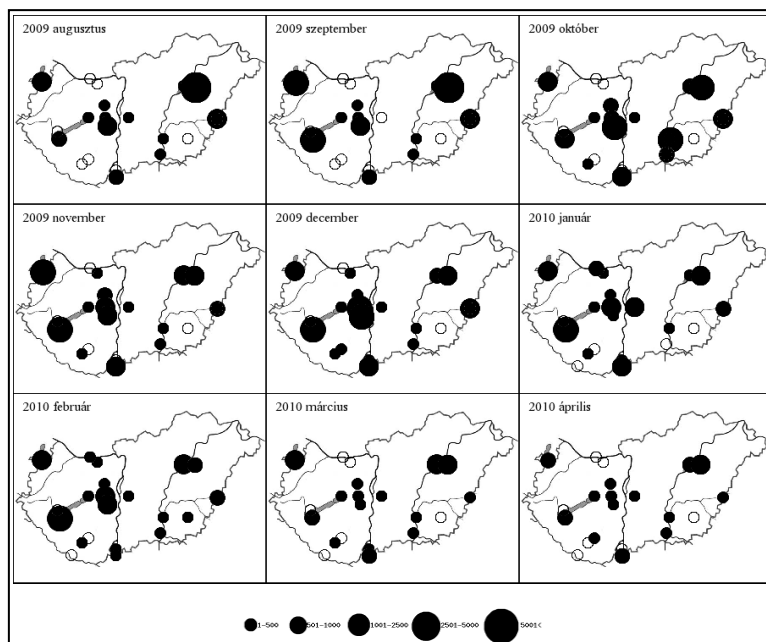 2009 augusztus
2009 szeptember
2009 október
2009 november
2009 december
2010 január
2010 február
2010 március
2010 április
1-500 501-1000 1001-2500 2501-5000 5001<